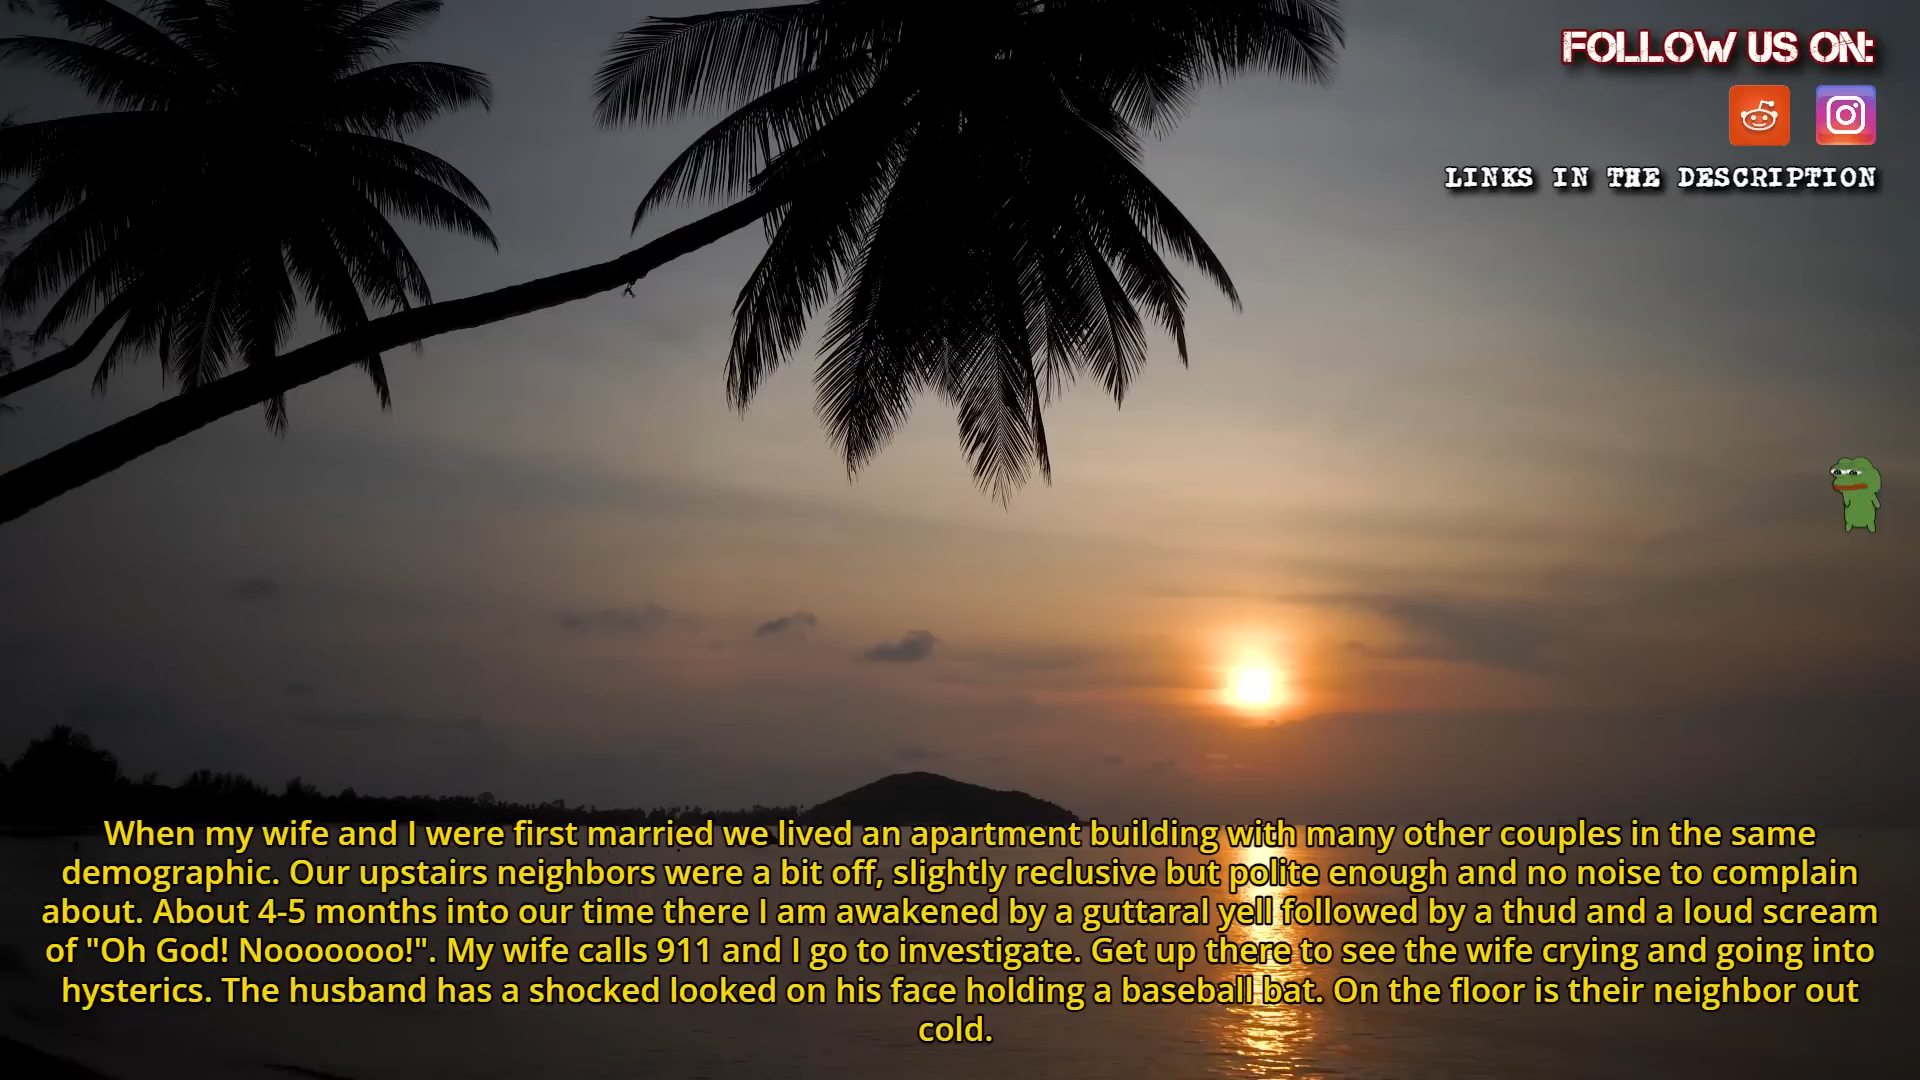 FOLLOW US ON:
LINKS IN THE DESCRIPTION
When my wife and I were first married we lived an apartment building with many other couples in the same
demographic. Our upstairs neighbors were a bit off, slightly reclusive but polite enough and no noise to complain
about. About 4-5 months into our time there I am awakened by a guttaral yell followed by a thud and a loud scream
of "Oh God! Nooooooo!". My wife calls 911 and I go to investigate. Get up there to see the wife crying and going into
hysterics. The husband has a shocked looked on his face holding a baseball bat. On the floor is their neighbor out
cold.